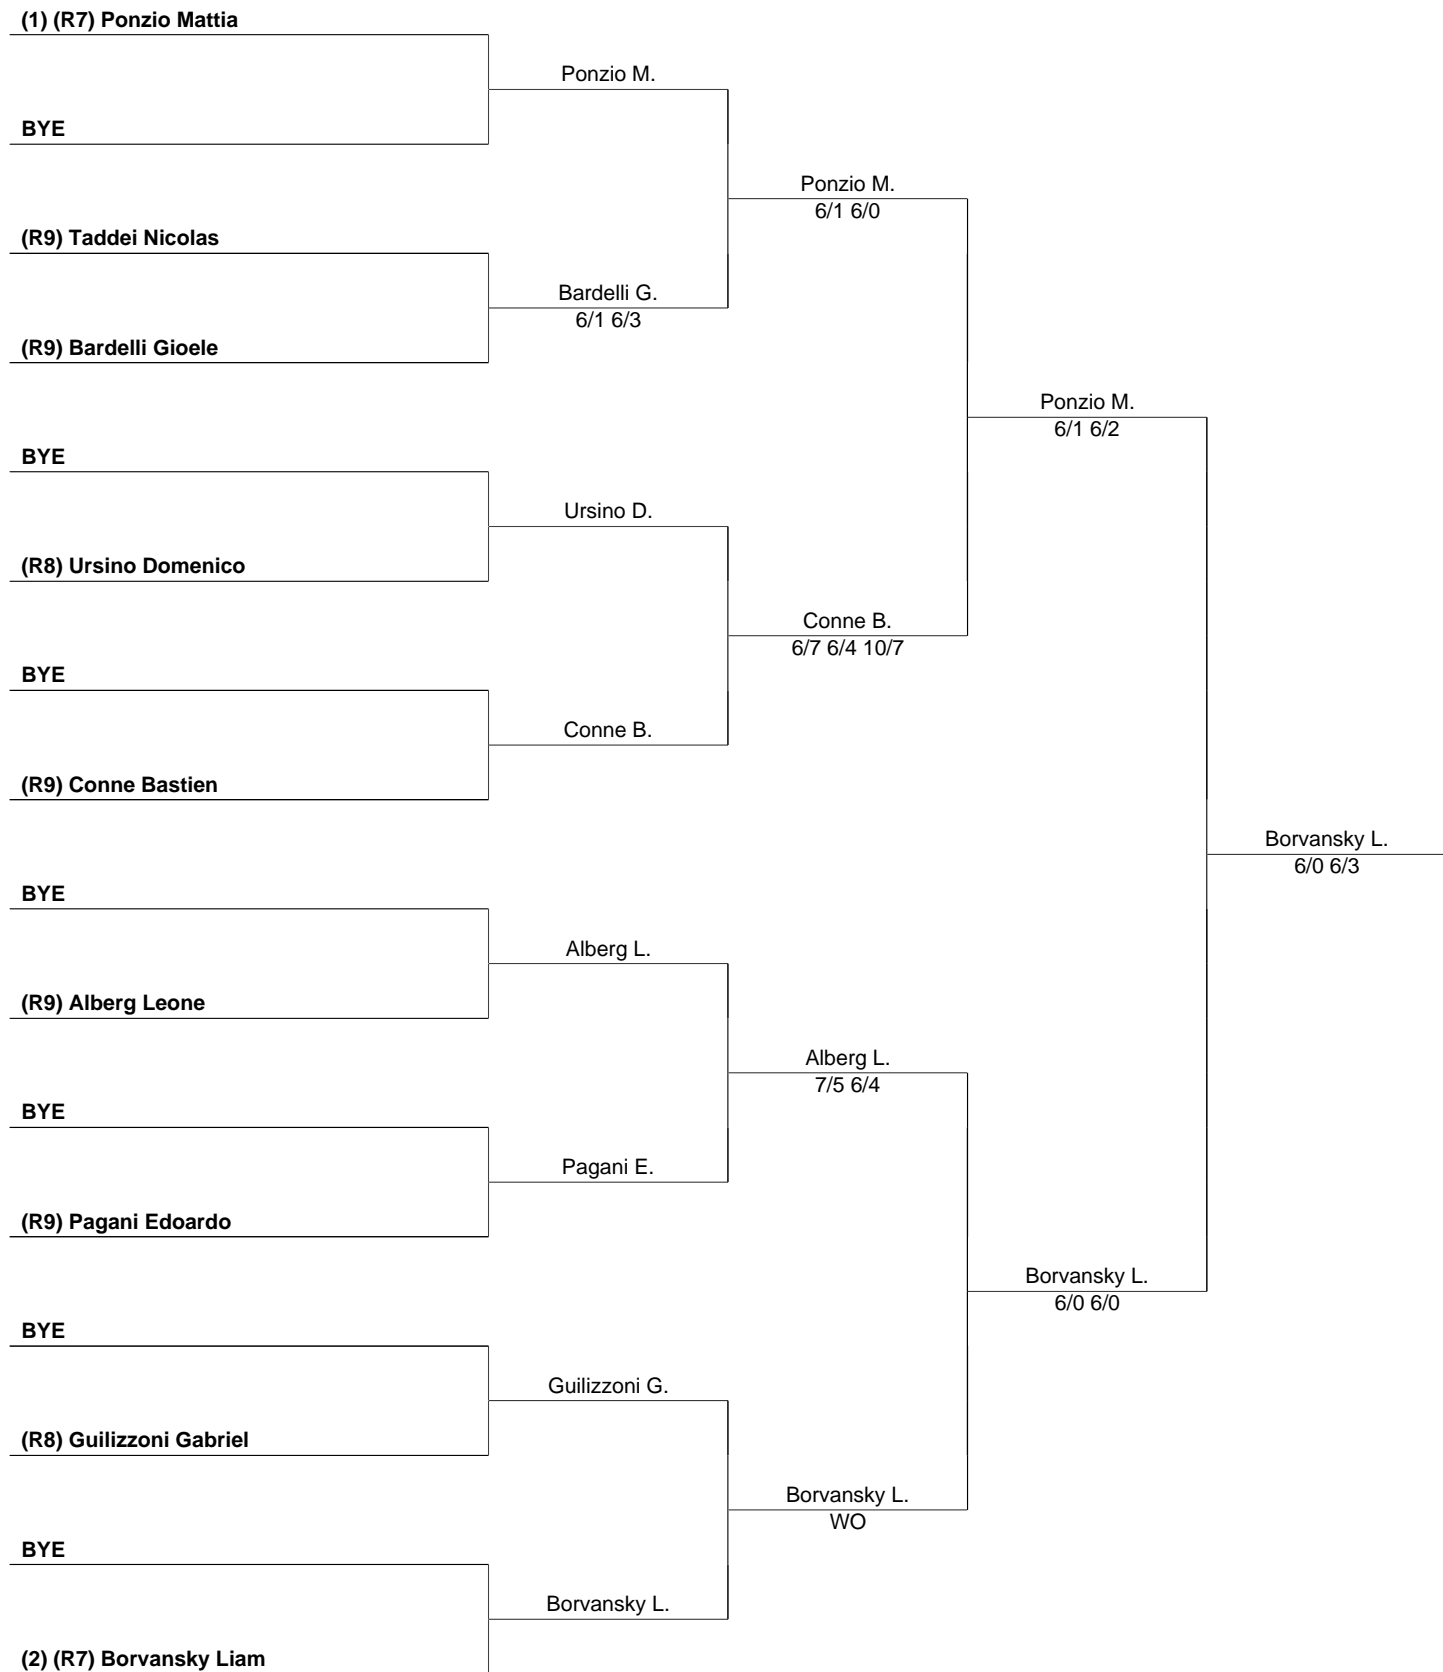 (1) (R7) Ponzio Mattia
Ponzio M.
BYE
Ponzio M.
6/1 6/0
(R9) Taddei Nicolas
Bardelli G.
6/1 6/3
(R9) Bardelli Gioele
Ponzio M.
6/1 6/2
BYE
Ursino D.
(R8) Ursino Domenico
Conne B.
6/7 6/4 10/7
BYE
Conne B.
(R9) Conne Bastien
Borvansky L.
6/0 6/3
BYE
Alberg L.
(R9) Alberg Leone
Alberg L.
7/5 6/4
BYE
Pagani E.
(R9) Pagani Edoardo
Borvansky L.
6/0 6/0
BYE
Guilizzoni G.
(R8) Guilizzoni Gabriel
Borvansky L.
WO
BYE
Borvansky L.
(2) (R7) Borvansky Liam